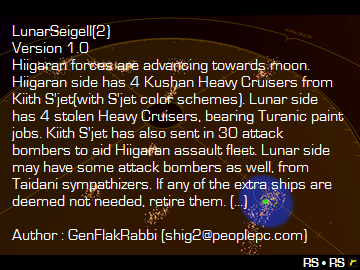 LunarSeigeII(2)
Version 1.0
Hiigaran forces are advancing towards moon.
Hiigaran side has 4 Kushan Heavy Cruisers from
Kiith S'jet(with S'jet color schemes). Lunar side
has 4 stolen Heavy Cruisers, bearing Turanic paint
jobs. Kiith S'jet has also sent in 30 attack
bombers to aid Hiigaran assault fleet. Lunar side
may have some attack bombers as well, from
Taidani sympathizers. If any of the extra ships are
deemed not needed, retire them. (...)
Author : GenFlakRabbi (shig2@peoplepc.com)
RS • RS r